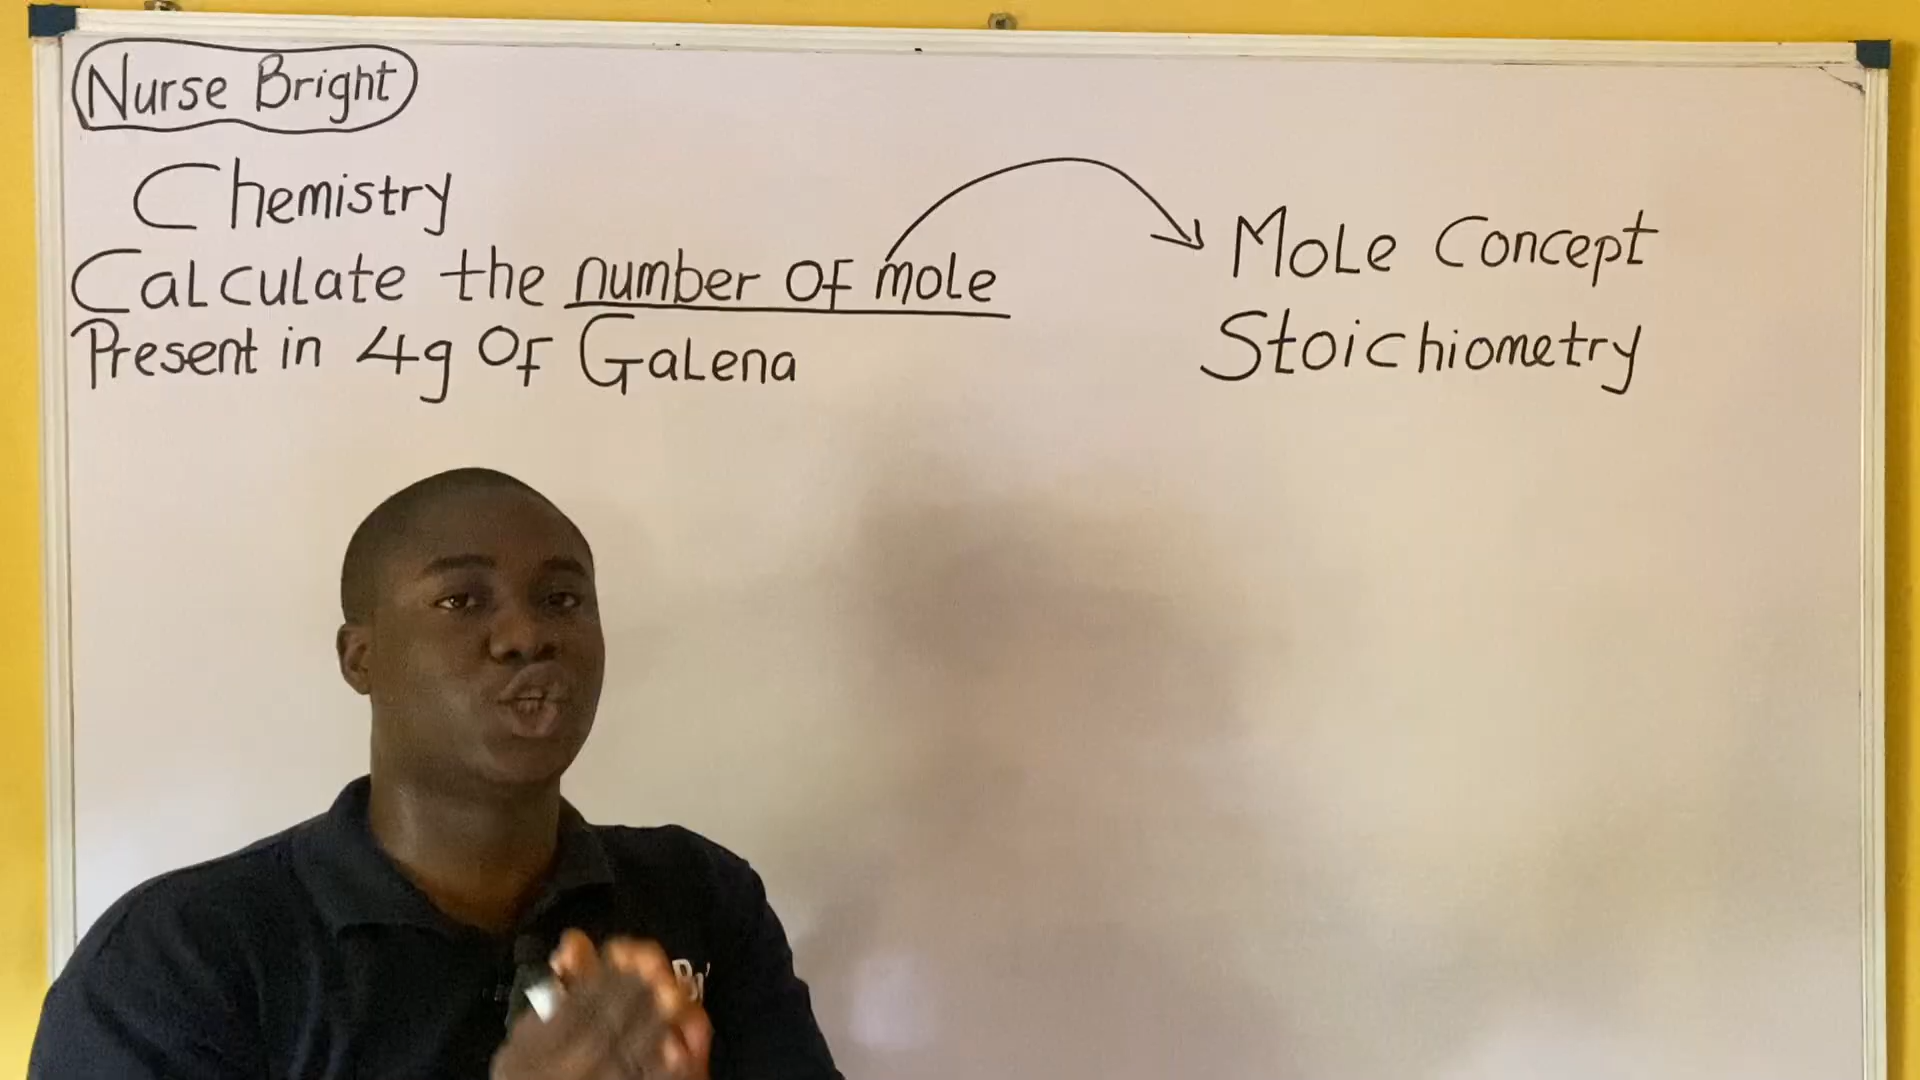 Nurse Bright
Chemistry
Calculate the number of mole
Present in 4g of Galena
Mole Concept
Stoichiometry